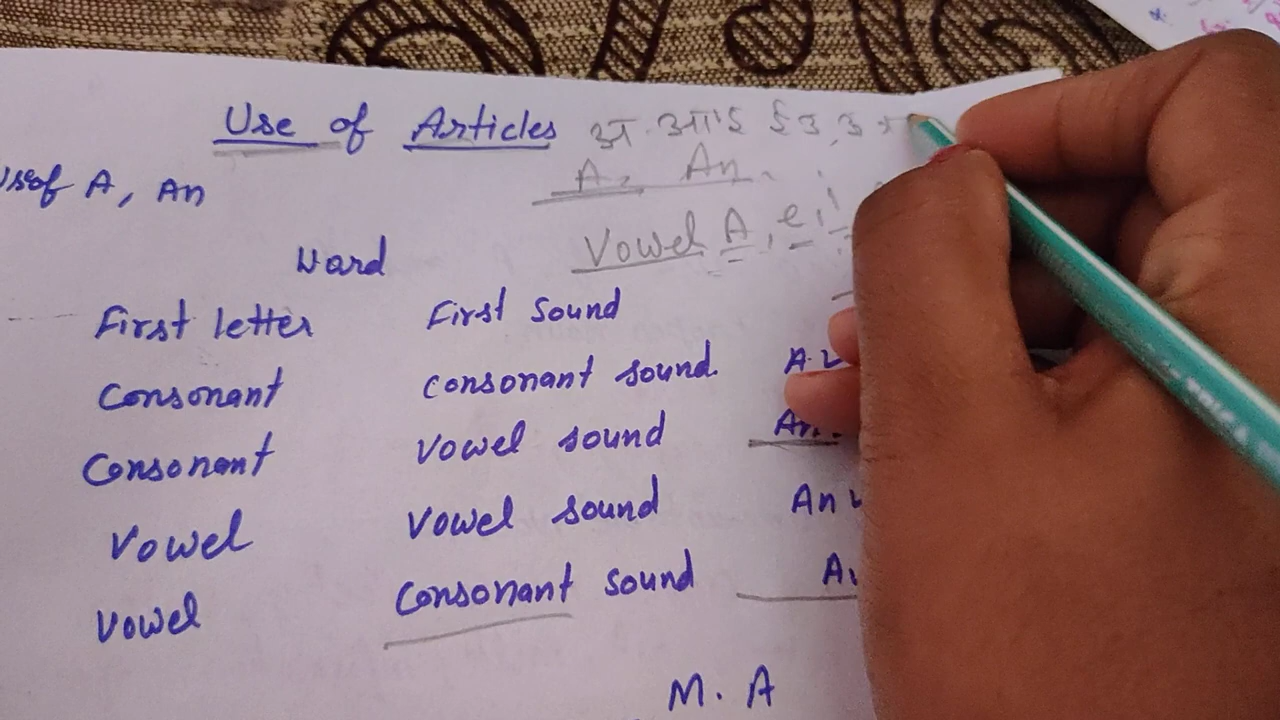 Use of Articles अ. आ इ ई उ, उ
Use of A, An
A, An.
Vowel A, e, i
Word
First letter First Sound
Consonant Consonant sound. A
Consonant Vowel sound An.
Vowel Vowel sound An
Vowel Consonant sound A
M. A